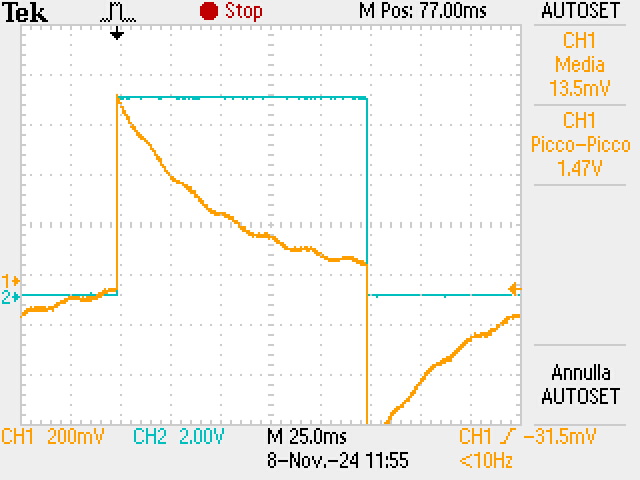 Tek Stop M Pos: 77.00ms AUTOSET
CH1
Media
13.5mV
CH1
Picco-Picco
1.47V
1
2
Annulla
AUTOSET
CH1 200mV CH2 2.00V M 25.0ms CH1 -31.5mV
8-Nov.-24 11:55 <10Hz